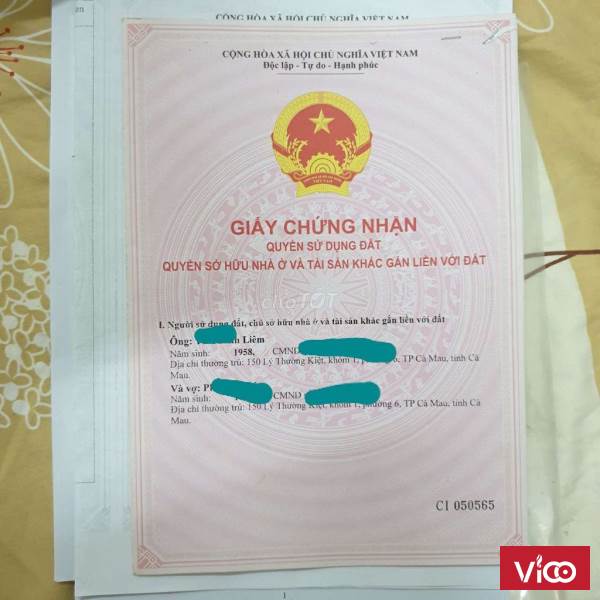 CỘNG HÒA XÃ HỘI CHỦ NGHĨA VIỆT NAM
CỘNG HÒA XÃ HỘI CHỦ NGHĨA VIỆT NAM
Độc lập - Tự do - Hạnh phúc
GIẤY CHỨNG NHẬN
QUYỀN SỬ DỤNG ĐẤT
QUYỀN SỞ HỮU NHÀ Ở VÀ TÀI SẢN KHÁC GẮN LIỀN VỚI ĐẤT
chợTỐT
I. Người sử dụng đất, chủ sở hữu nhà ở và tài sản khác gắn liền với đất
Ông: Liêm
Năm sinh: 1958, CMND
Địa chỉ thường trú: 150 Lý Thường Kiệt, khóm 1, phường 6, TP Cà Mau, tỉnh Cà
Mau.
Và vợ:
Năm sinh: CMND
Địa chỉ thường trú: 150 Lý Thường Kiệt, khóm 1, phường 6, TP Cà Mau, tỉnh Cà
Mau.
CI 050565
Vico